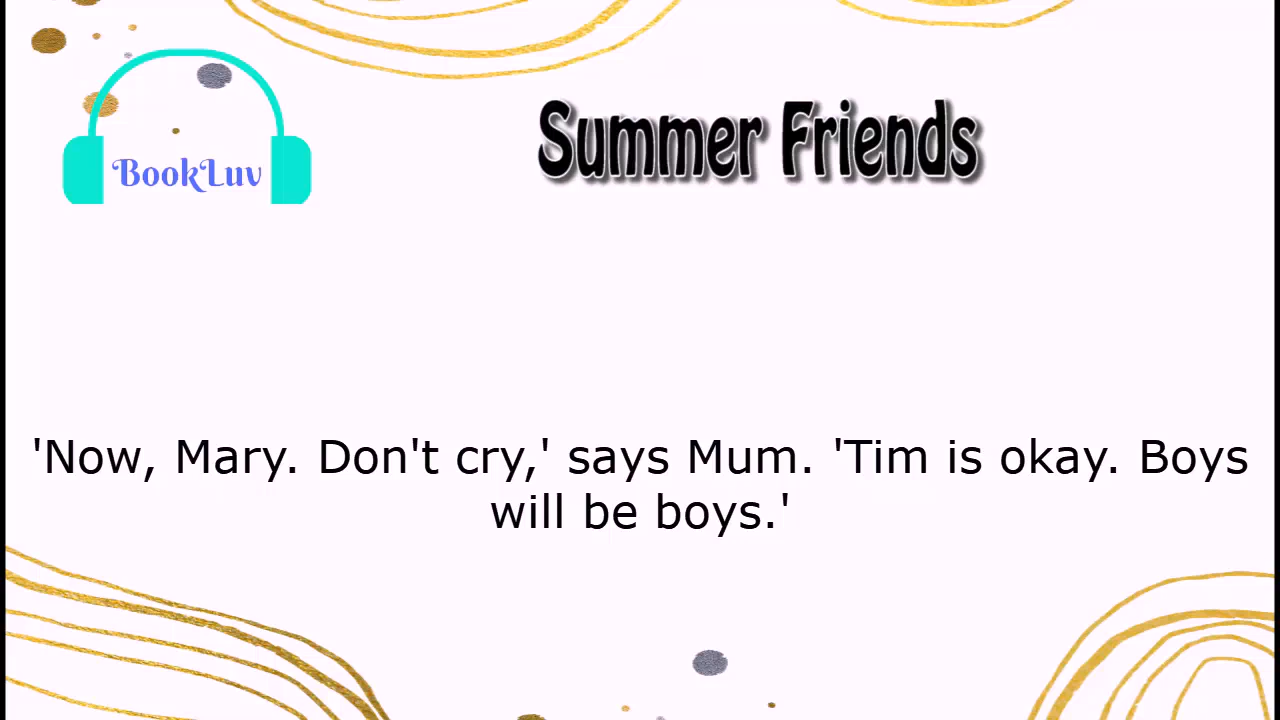 BookLuv
Summer Friends
'Now, Mary. Don't cry,' says Mum. 'Tim is okay. Boys
will be boys.'